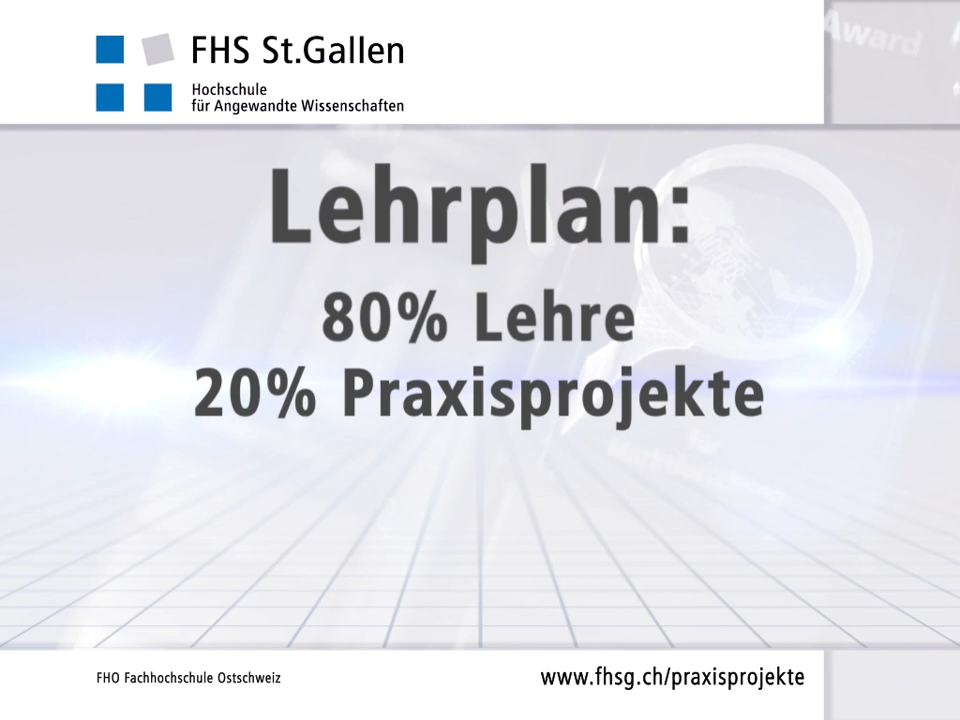 Award
FHS St.Gallen
Hochschule
für Angewandte Wissenschaften
Lehrplan:
80% Lehre
20% Praxisprojekte
FHO Fachhochschule Ostschweiz
www.fhsg.ch/praxisprojekte